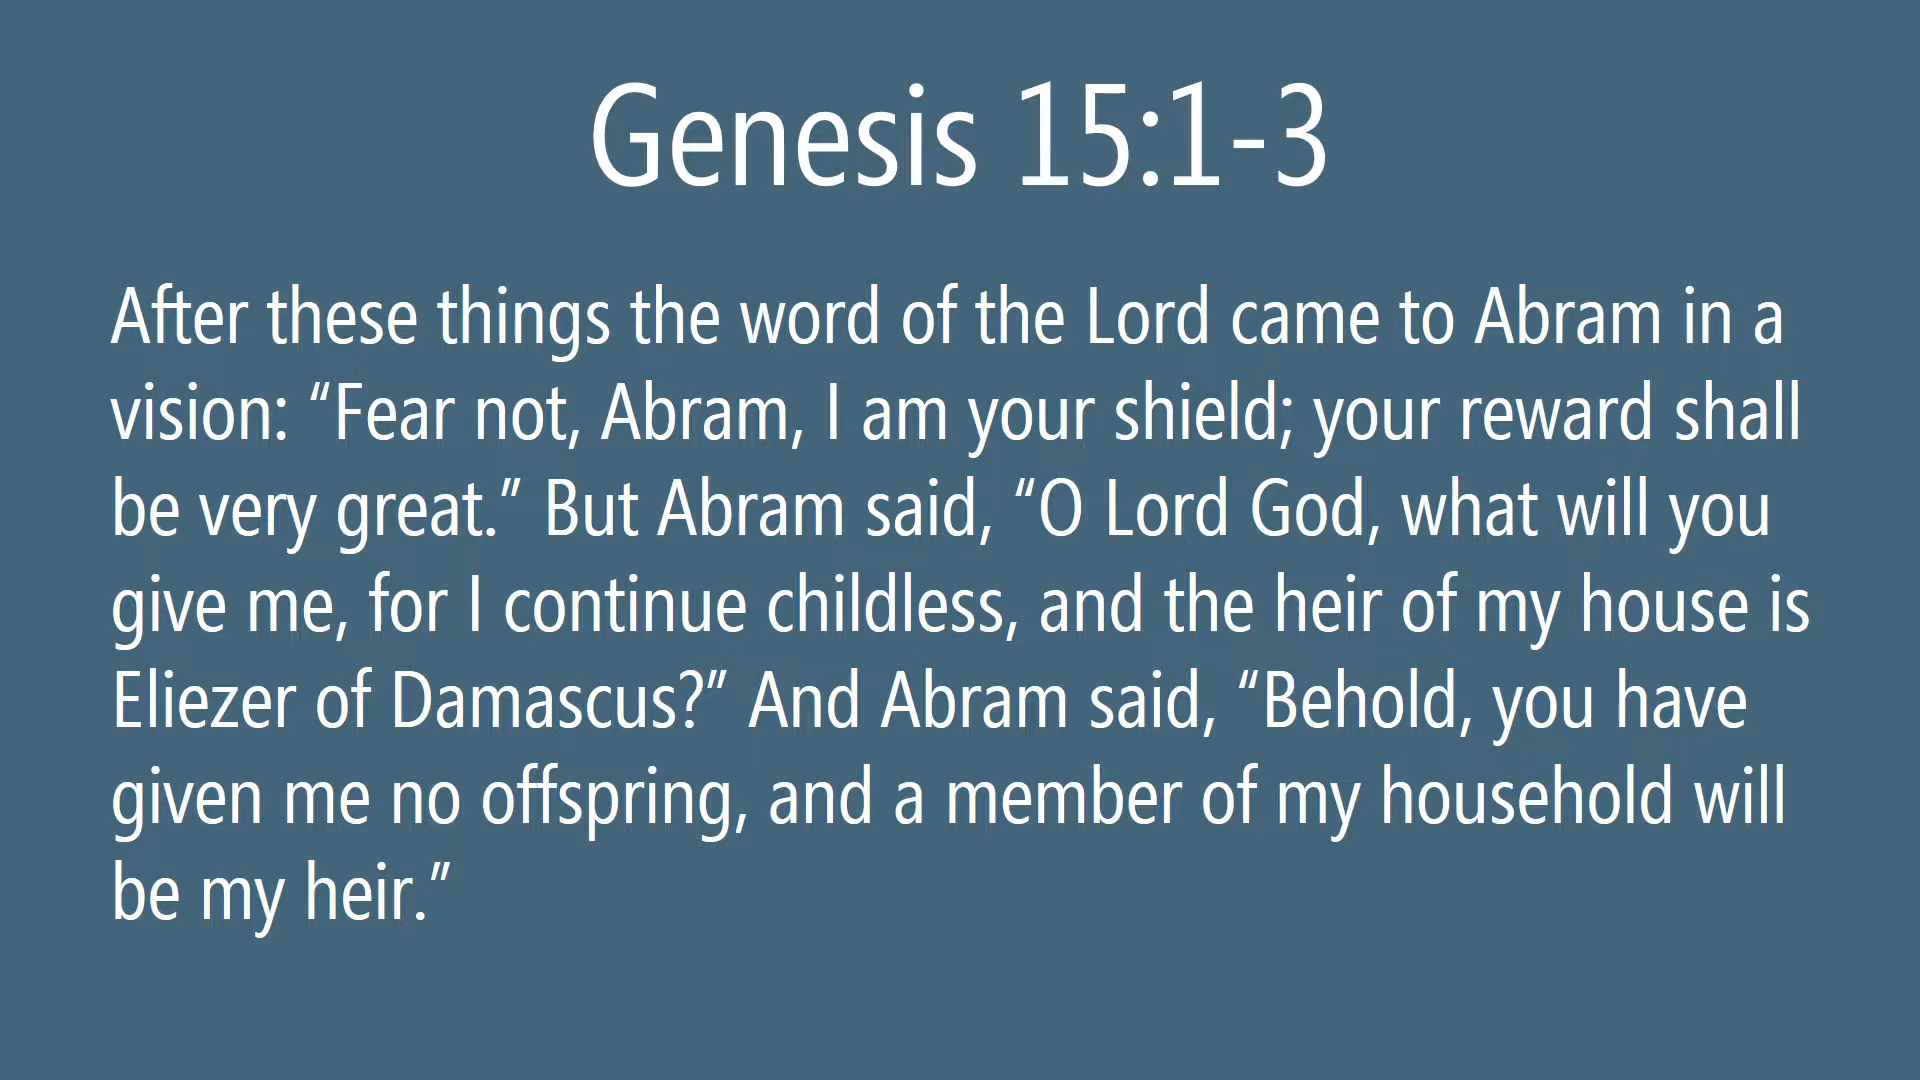 Genesis 15:1-3
After these things the word of the Lord came to Abram in a
vision: “Fear not, Abram, I am your shield; your reward shall
be very great.” But Abram said, “O Lord God, what will you
give me, for I continue childless, and the heir of my house is
Eliezer of Damascus?” And Abram said, “Behold, you have
given me no offspring, and a member of my household will
be my heir.”